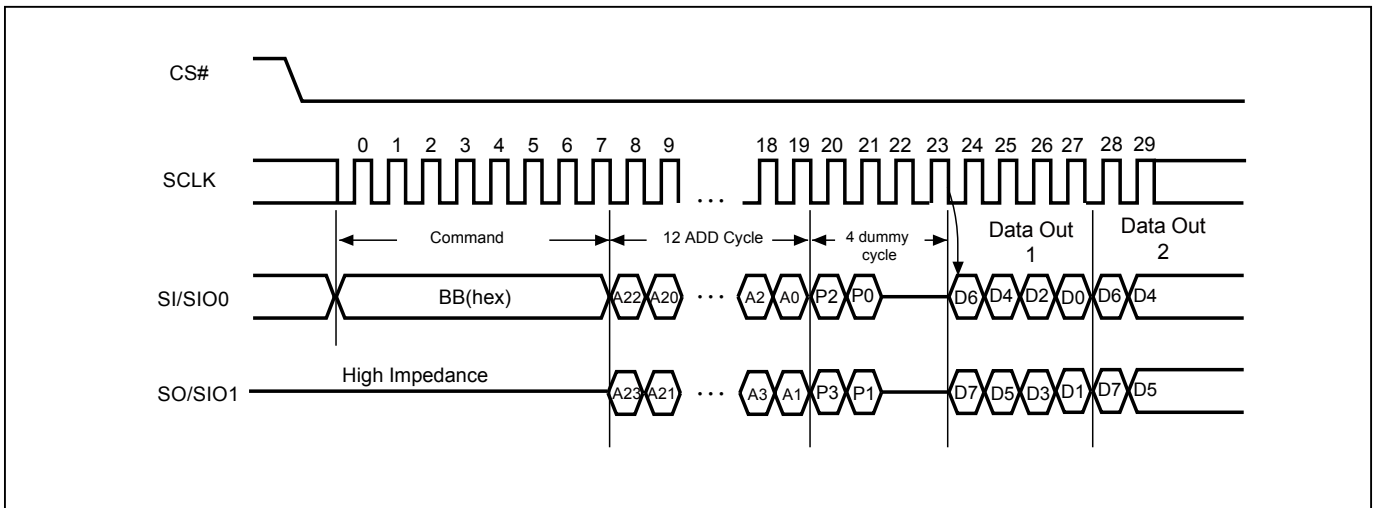 CS#
0 1 2 3 4 5 6 7 8 9 18 19 20 21 22 23 24 25 26 27 28 29
SCLK
...
Command 12 ADD Cycle 4 dummy cycle Data Out 1 Data Out 2
SI/SIO0 BB(hex) A22 A20 ... A2 A0 P2 P0 D6 D4 D2 D0 D6 D4
High Impedance
SO/SIO1 A23 A21 ... A3 A1 P3 P1 D7 D5 D3 D1 D7 D5